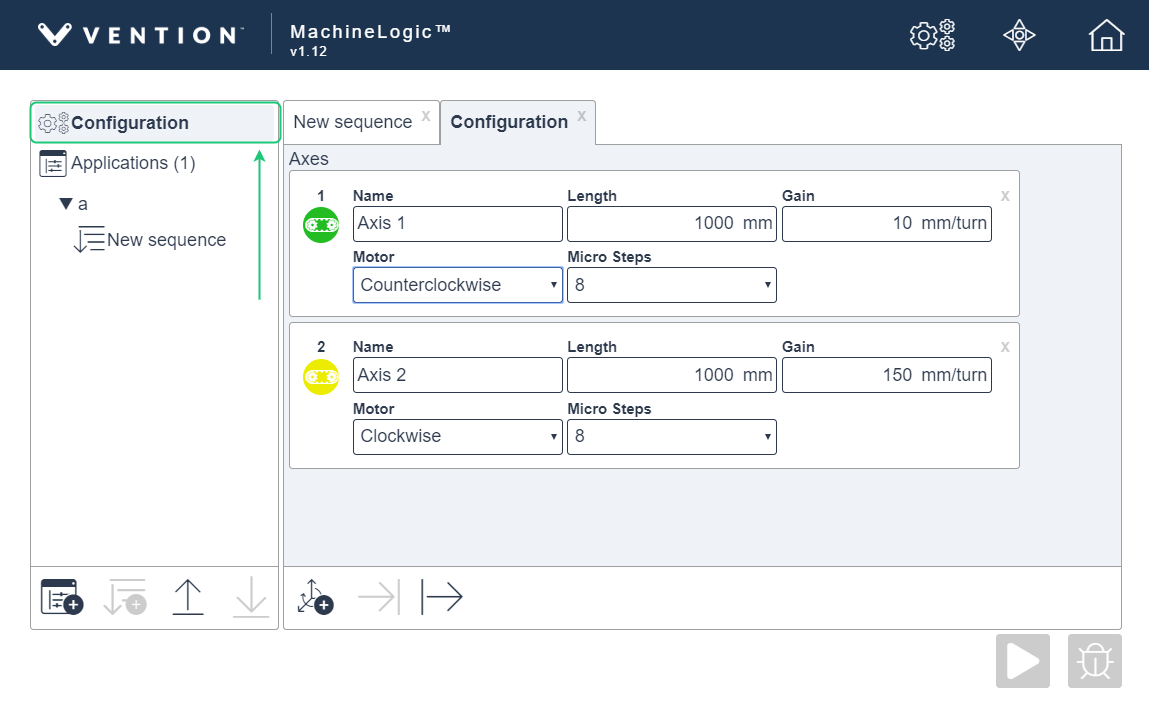 VENTION™
MachineLogic™
v1.12
Configuration
Applications (1)
a
New sequence
New sequence X
Configuration X
Axes
1 Name Length Gain X
Axis 1 1000 mm 10 mm/turn
Motor Micro Steps
Counterclockwise 8
2 Name Length Gain X
Axis 2 1000 mm 150 mm/turn
Motor Micro Steps
Clockwise 8